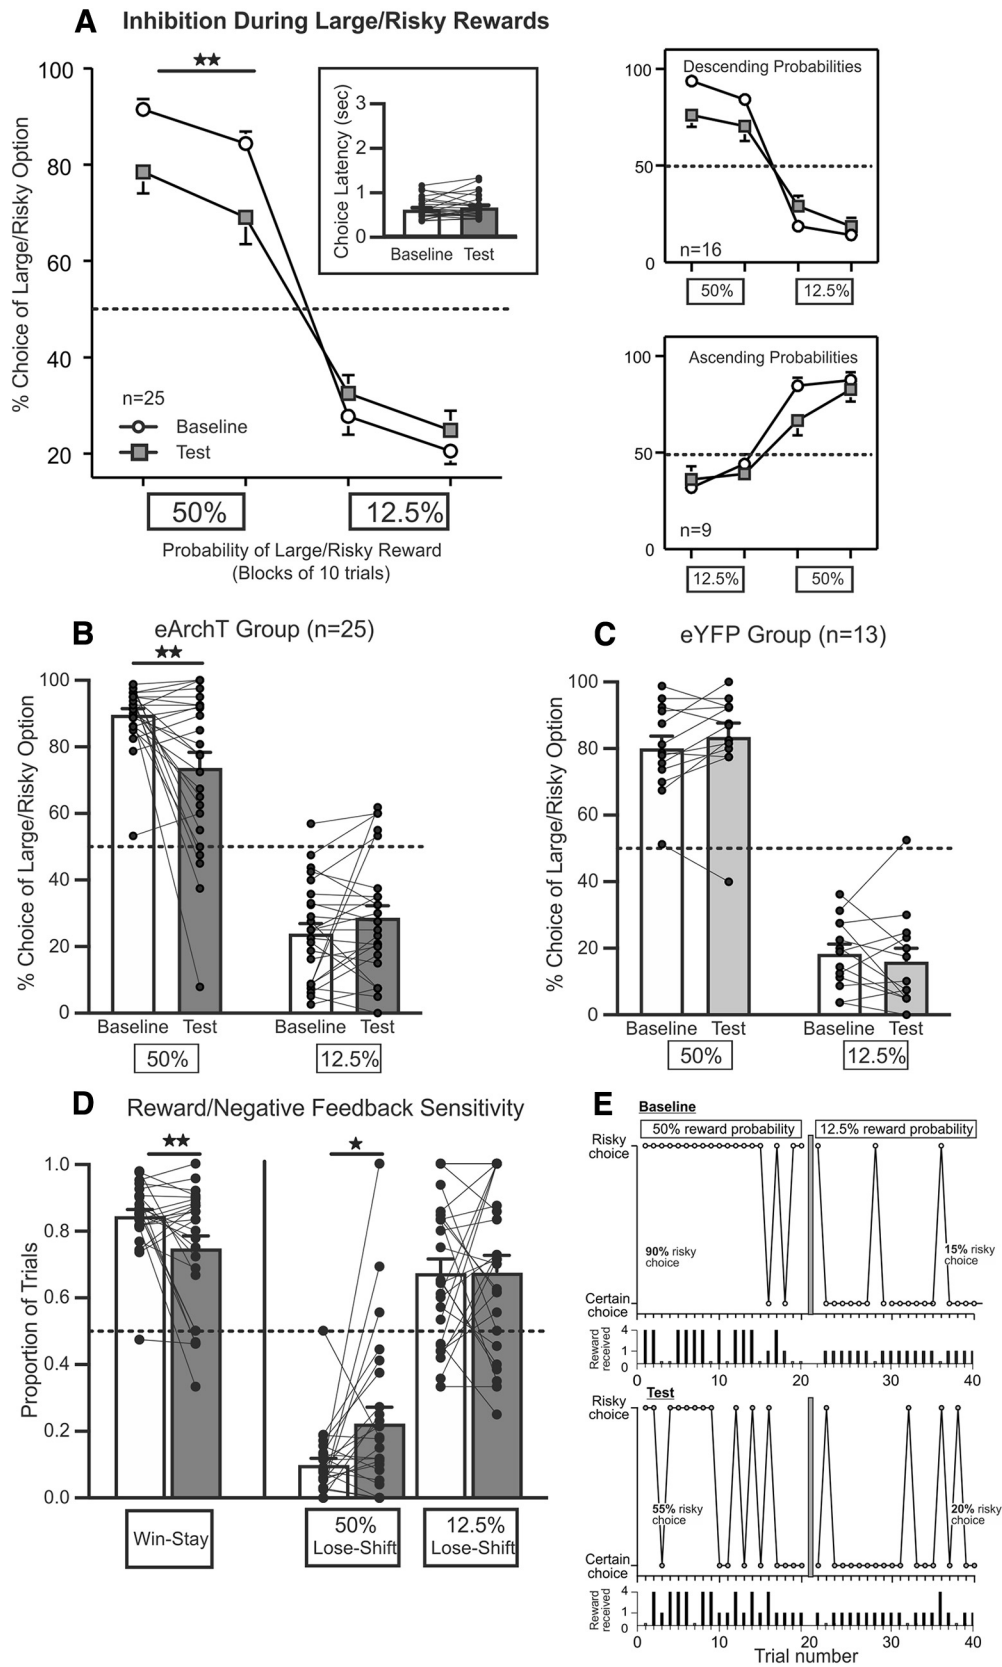 A Inhibition During Large/Risky Rewards
★★
% Choice of Large/Risky Option
100
80
60
40
20
n=25
Baseline
Test
50%
12.5%
Probability of Large/Risky Reward
(Blocks of 10 trials)
Choice Latency (sec)
3
2
1
0
Baseline Test
Descending Probabilities
100
50
0
n=16
50%
12.5%
Ascending Probabilities
100
50
0
n=9
12.5%
50%
B eArchT Group (n=25)
★★
% Choice of Large/Risky Option
100
80
60
40
20
0
Baseline Test
Baseline Test
50%
12.5%
C eYFP Group (n=13)
% Choice of Large/Risky Option
100
80
60
40
20
0
Baseline Test
Baseline Test
50%
12.5%
D Reward/Negative Feedback Sensitivity
★★
★
Proportion of Trials
1.0
0.8
0.6
0.4
0.2
0.0
Win-Stay
50%
Lose-Shift
12.5%
Lose-Shift
E
Baseline
50% reward probability
12.5% reward probability
Risky
choice
90% risky
choice
15% risky
choice
Certain
choice
Reward
received
4
1
0
0 10 20 30 40
Test
Risky
choice
55% risky
choice
20% risky
choice
Certain
choice
Reward
received
4
1
0
0 10 20 30 40
Trial number